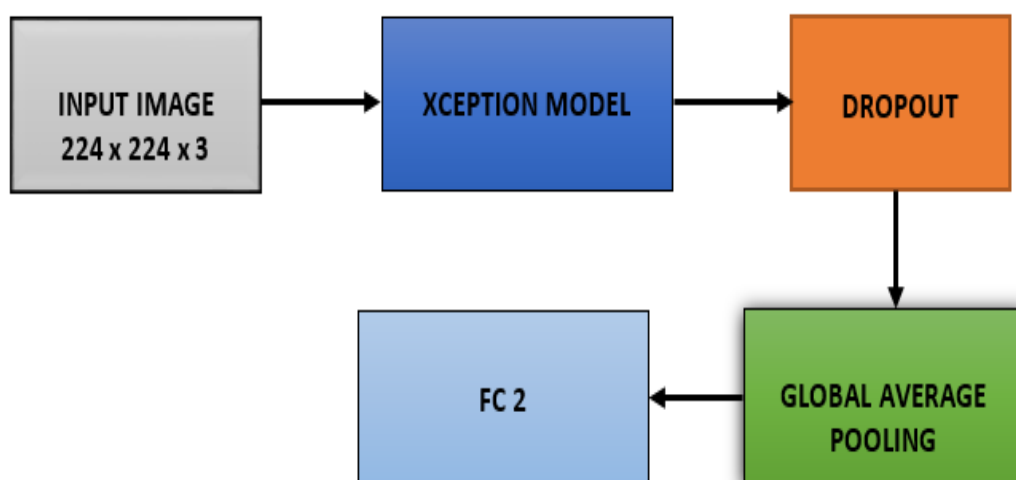 INPUT IMAGE
224 x 224 x 3
XCEPTION MODEL
DROPOUT
GLOBAL AVERAGE
POOLING
FC 2